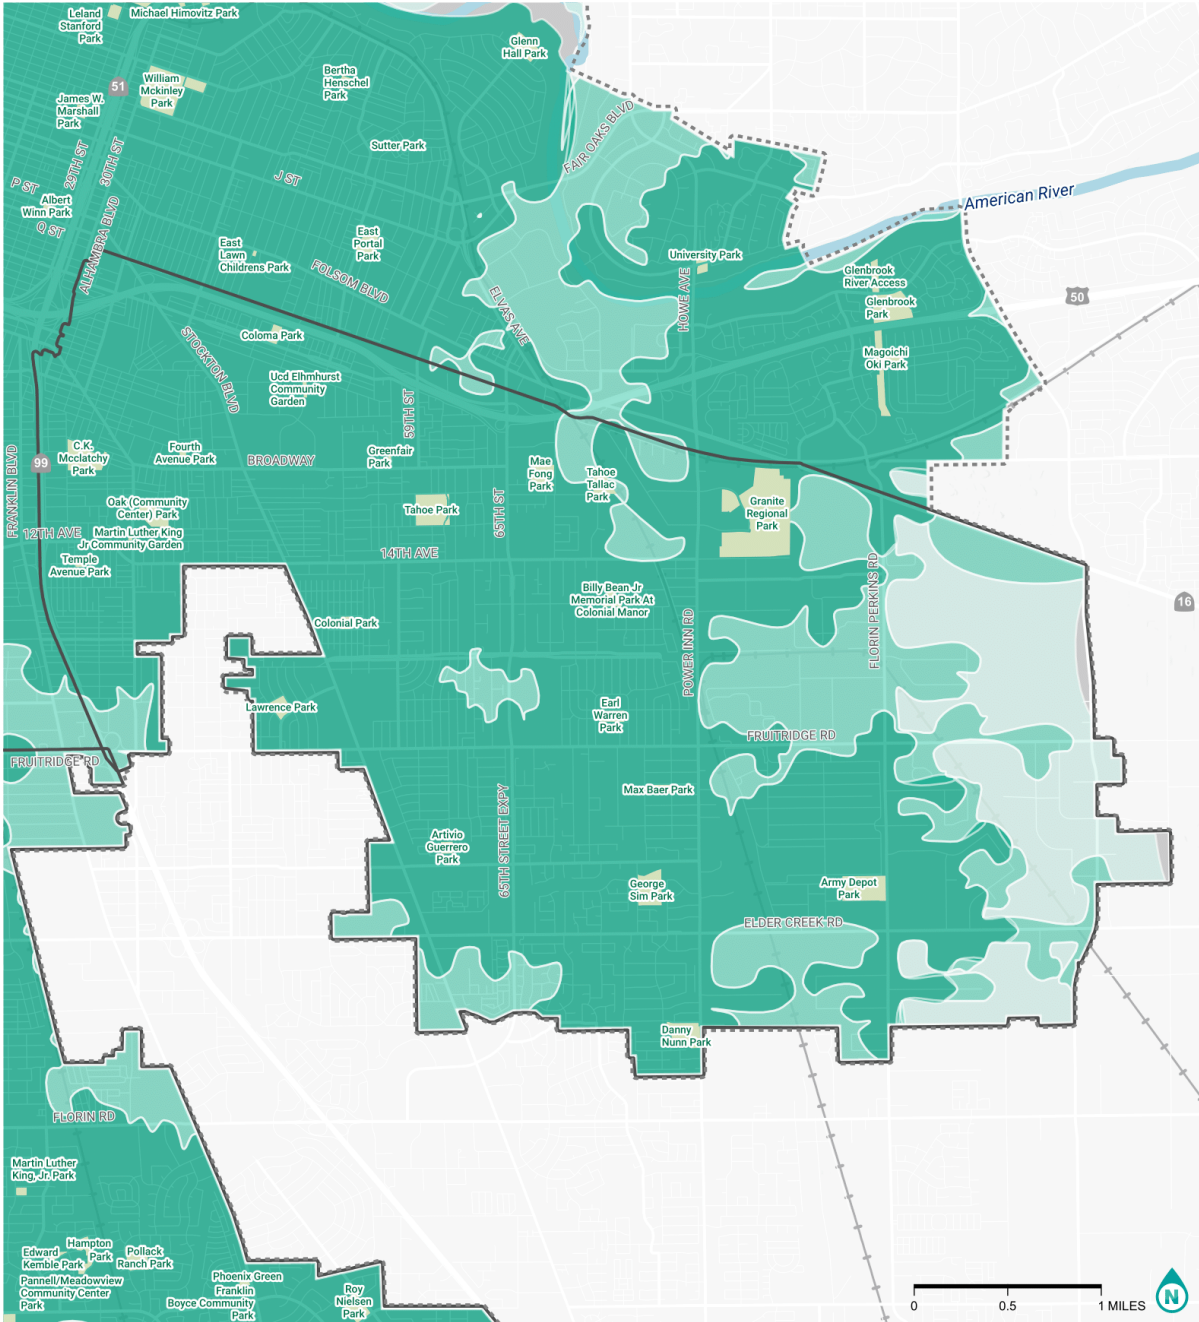 Leland
Stanford
Park
Michael Himovitz Park
Glenn
Hall Park
51
William
Mckinley
Park
Bertha
Henschel
Park
James W.
Marshall
Park
FAIR OAKS BLVD
Sutter Park
29TH ST
30TH ST
J ST
P ST
Albert
Winn Park
Q ST
American River
ALHAMBRA BLVD
East
Lawn
Childrens Park
East
Portal
Park
University Park
FOLSOM BLVD
Glenbrook
River Access
50
ELVAS AVE
HOWE AVE
Glenbrook
Park
Coloma Park
STOCKTON BLVD
Magoichi
Oki Park
Ucd Elhmhurst
Community
Garden
59TH ST
FRANKLIN BLVD
99
C.K.
Mcclatchy
Park
Fourth
Avenue Park
BROADWAY
Greenfair
Park
Mae
Fong
Park
Tahoe
Tallac
Park
65TH ST
Oak (Community
Center) Park
Tahoe Park
Granite
Regional
Park
12TH AVE
Martin Luther King
Jr Community Garden
14TH AVE
Temple
Avenue Park
Billy Bean Jr
Memorial Park At
Colonial Manor
FLORIN PERKINS RD
16
Colonial Park
POWER INN RD
Lawrence Park
Earl
Warren
Park
FRUITRIDGE RD
FRUITRIDGE RD
Max Baer Park
65TH STREET EXPY
Artivio
Guerrero
Park
George
Sim Park
Army Depot
Park
ELDER CREEK RD
Danny
Nunn Park
FLORIN RD
Martin Luther
King, Jr. Park
Edward
Kemble Park
Hampton
Park
Pollack
Ranch Park
Pannell/Meadowview
Community Center
Park
Phoenix Green
Franklin
Boyce Community
Park
Roy
Nielsen
Park
0
0.5
1 MILES
N